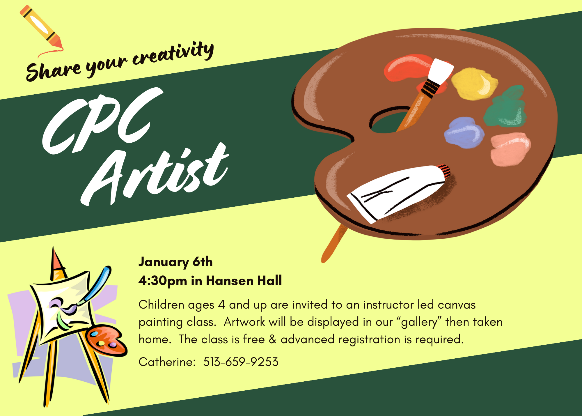 Share your creativity
CPC
Artist
January 6th
4:30pm in Hansen Hall
Children ages 4 and up are invited to an instructor led canvas
painting class.  Artwork will be displayed in our “gallery” then taken
home.  The class is free & advanced registration is required.
Catherine:  513-659-9253